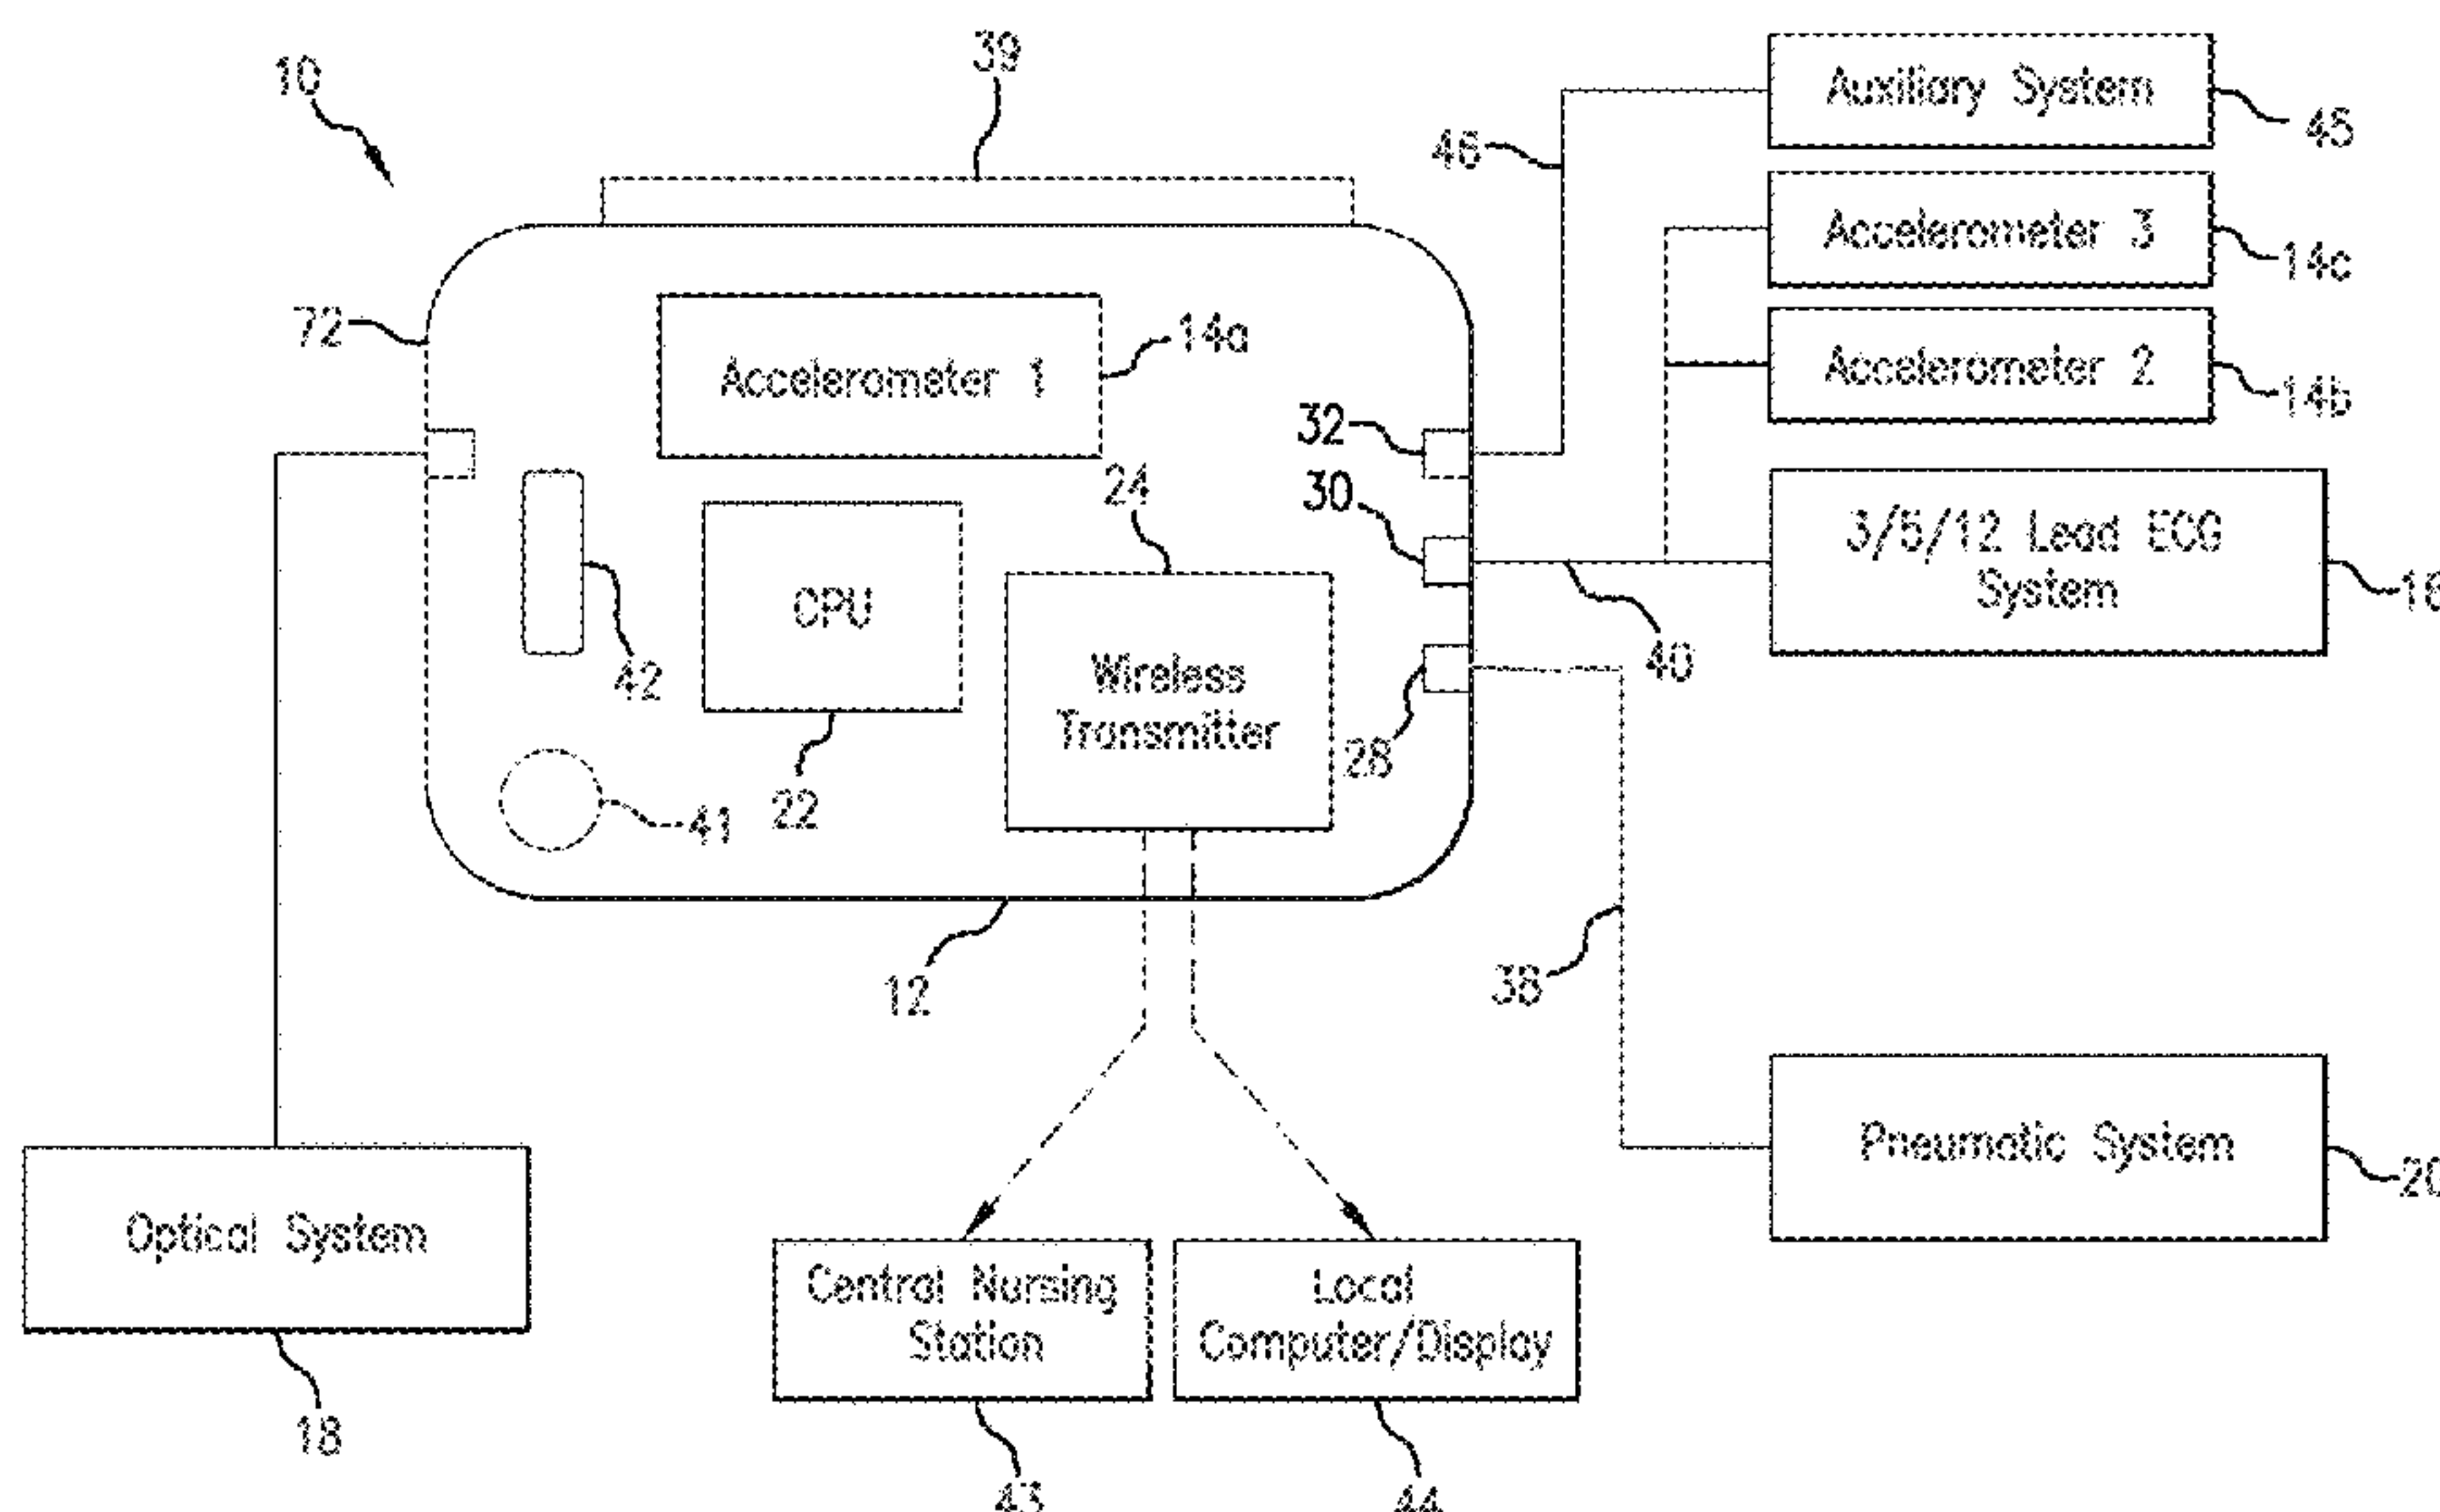 10
39
Auxiliary System
45
46
Accelerometer 3
14c
72
Accelerometer 1
14a
Accelerometer 2
14b
32
24
30
3/5/12 Lead ECG
System
16
CPU
42
40
Wireless
Transmitter
28
22
41
38
12
Pneumatic System
20
Optical System
Central Nursing
Station
Local
Computer/Display
18
43
44